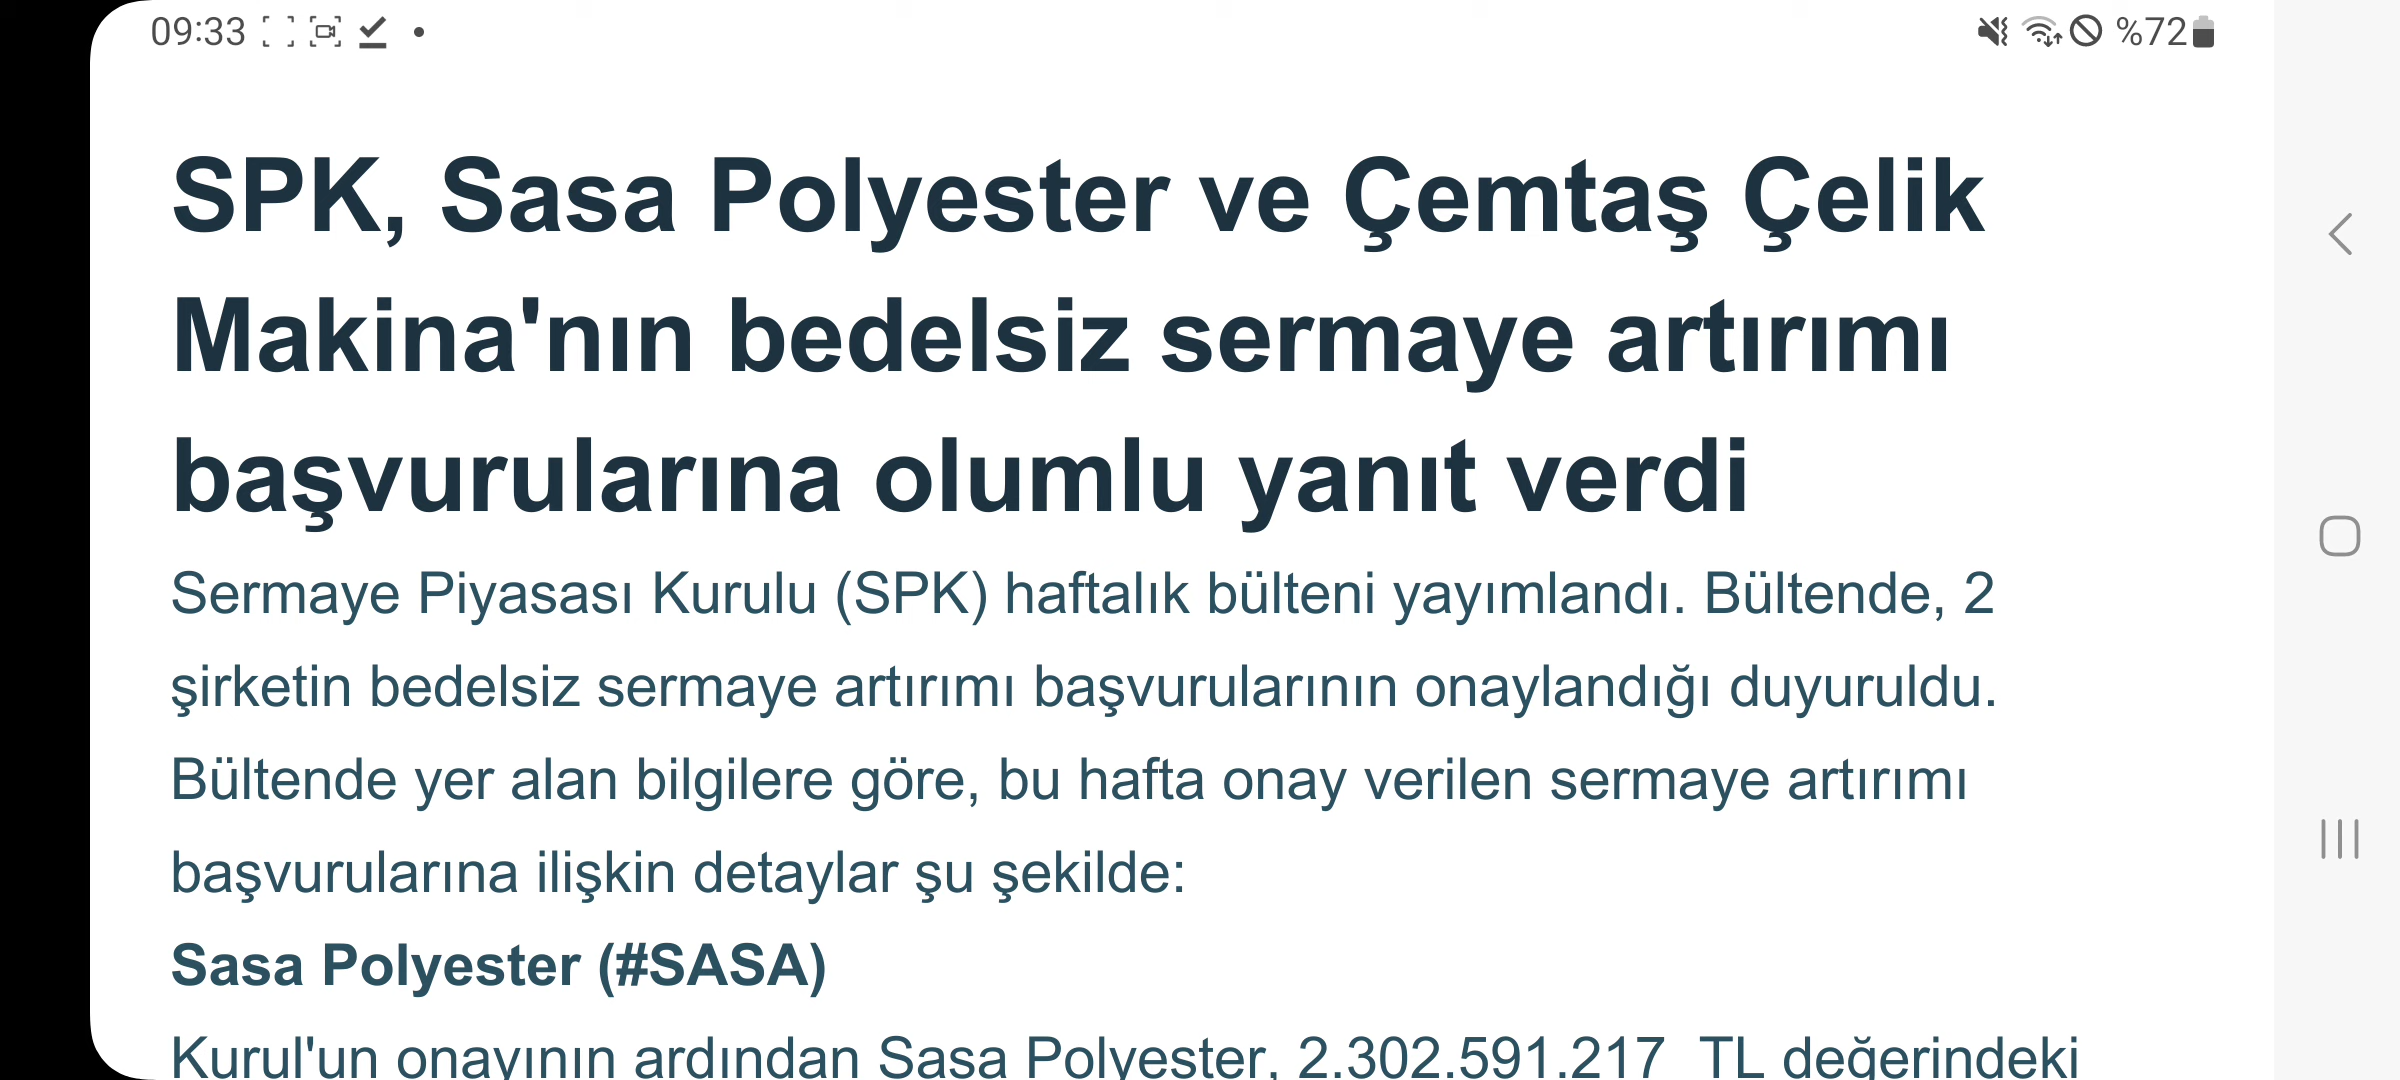 09:33
%72
SPK, Sasa Polyester ve Çemtaş Çelik
Makina'nın bedelsiz sermaye artırımı
başvurularına olumlu yanıt verdi
Sermaye Piyasası Kurulu (SPK) haftalık bülteni yayımlandı. Bültende, 2
şirketin bedelsiz sermaye artırımı başvurularının onaylandığı duyuruldu.
Bültende yer alan bilgilere göre, bu hafta onay verilen sermaye artırımı
başvurularına ilişkin detaylar şu şekilde:
Sasa Polyester (#SASA)
Kurul'un onayının ardından Sasa Polyester, 2.302.591.217 TL değerindeki